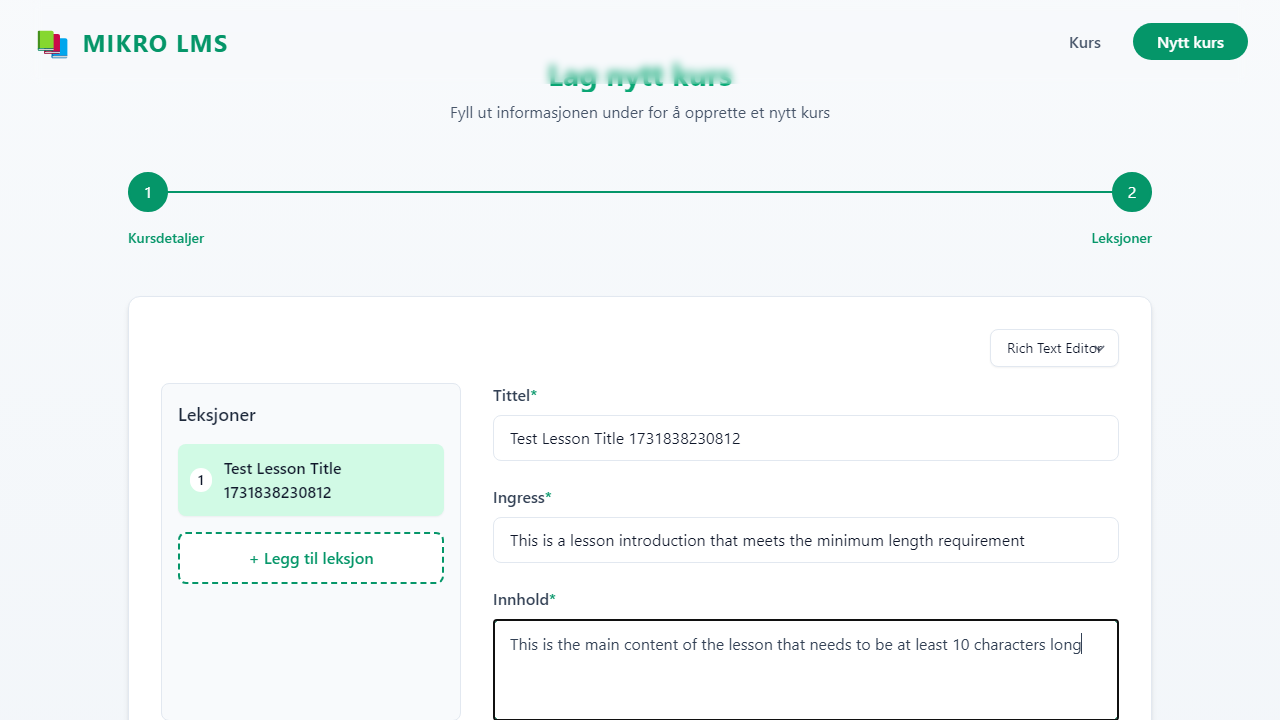 MIKRO LMS
Kurs
Nytt kurs
Lag nytt kurs
Fyll ut informasjonen under for å opprette et nytt kurs
1
2
Kursdetaljer
Leksjoner
Rich Text Editor
Leksjoner
1
Test Lesson Title
1731838230812
+ Legg til leksjon
Tittel*
Test Lesson Title 1731838230812
Ingress*
This is a lesson introduction that meets the minimum length requirement
Innhold*
This is the main content of the lesson that needs to be at least 10 characters long